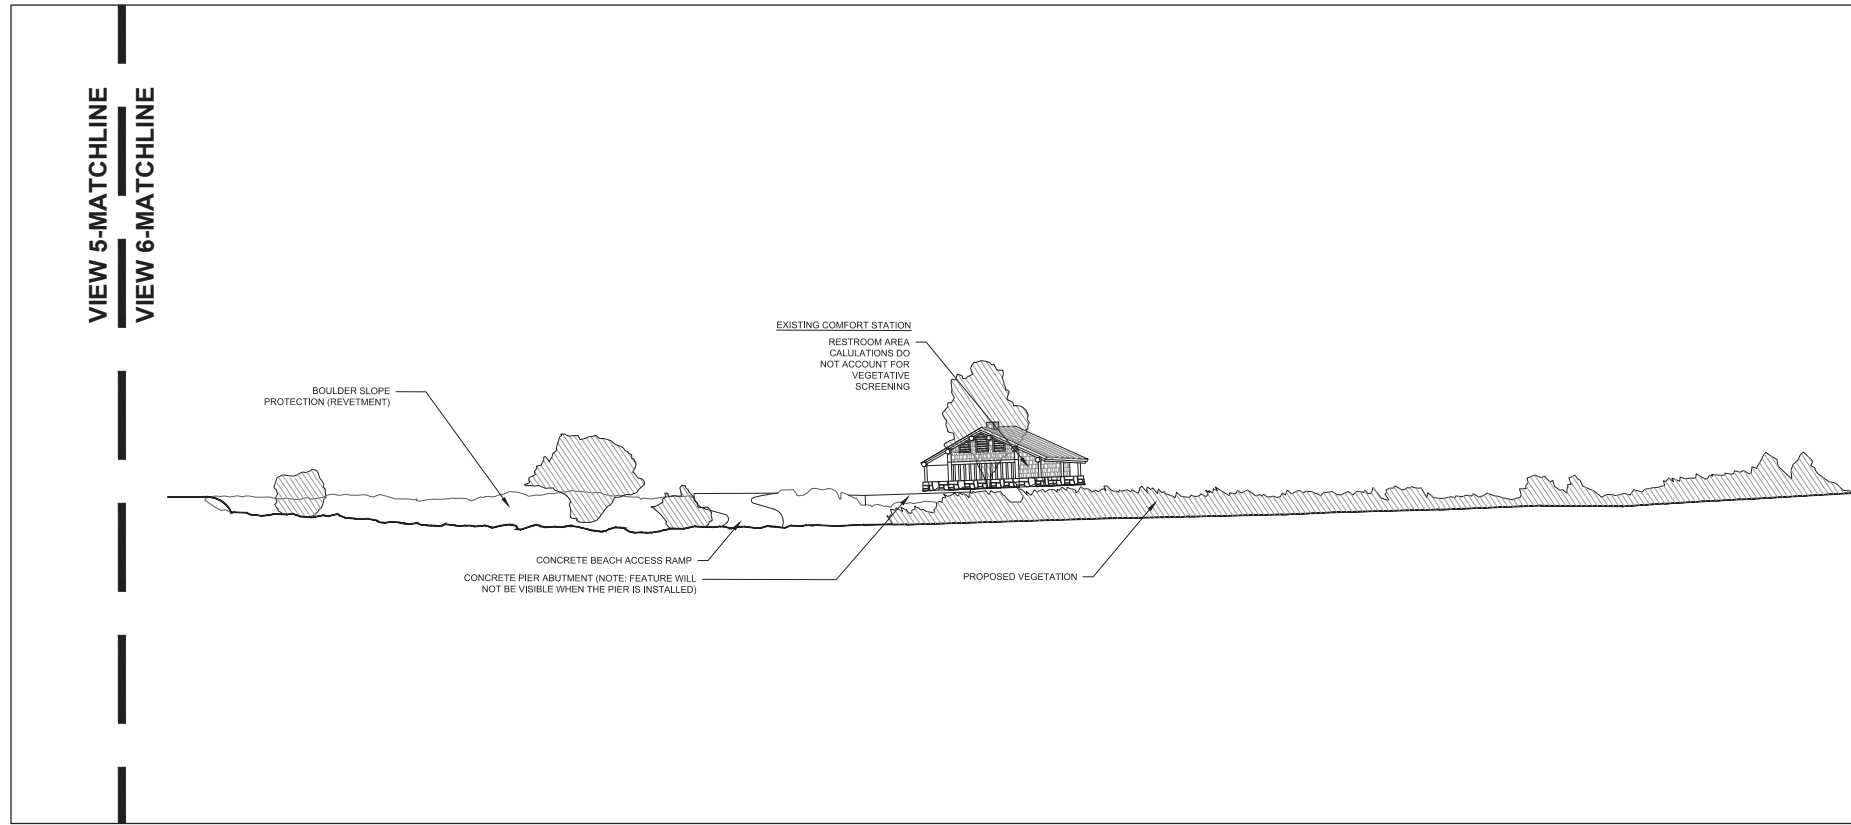 VIEW 5-MATCHLINE
VIEW 6-MATCHLINE
EXISTING COMFORT STATION
RESTROOM AREA
CALULATIONS DO
NOT ACCOUNT FOR
VEGETATIVE
SCREENING
BOULDER SLOPE
PROTECTION (REVETMENT)
CONCRETE BEACH ACCESS RAMP
CONCRETE PIER ABUTMENT (NOTE: FEATURE WILL
NOT BE VISIBLE WHEN THE PIER IS INSTALLED)
PROPOSED VEGETATION